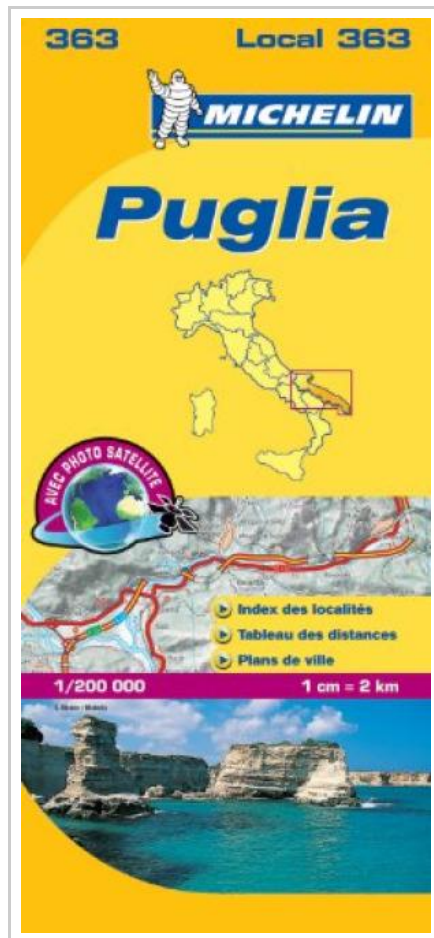 363 Local 363
MICHELIN
Puglia
AVEC PHOTO SATELLITE
Index des localités
Tableau des distances
Plans de ville
1/200 000 1 cm = 2 km